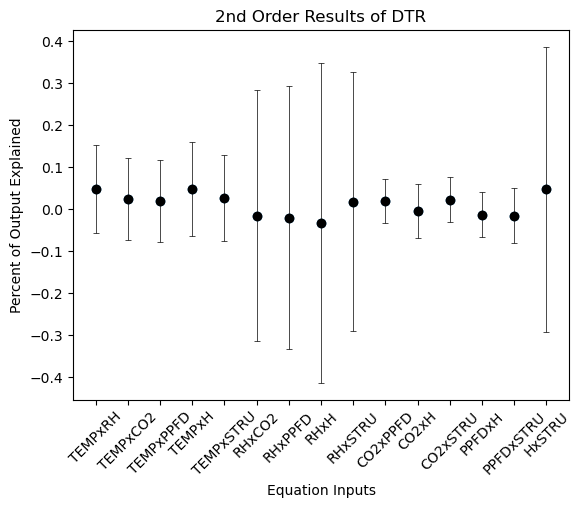 2nd Order Results of DTR
Percent of Output Explained
0.4
0.3
0.2
0.1
0.0
−0.1
−0.2
−0.3
−0.4
TEMPxRH
TEMPxCO2
TEMPxPPFD
TEMPxH
TEMPxSTRU
RHxCO2
RHxPPFD
RHxH
RHxSTRU
CO2xPPFD
CO2xH
CO2xSTRU
PPFDxH
PPFDxSTRU
HxSTRU
Equation Inputs